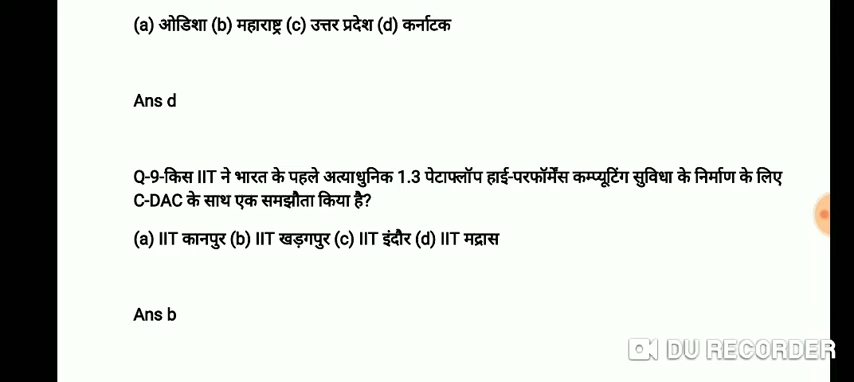 (a) ओडिशा (b) महाराष्ट्र (c) उत्तर प्रदेश (d) कर्नाटक
Ans d
Q-9-किस IIT ने भारत के पहले अत्याधुनिक 1.3 पेटाफ्लॉप हाई-परफॉर्मेंस कम्प्यूटिंग सुविधा के निर्माण के लिए
C-DAC के साथ एक समझौता किया है?
(a) IIT कानपुर (b) IIT खड़गपुर (c) IIT इंदौर (d) IIT मद्रास
Ans b
DU RECORDER